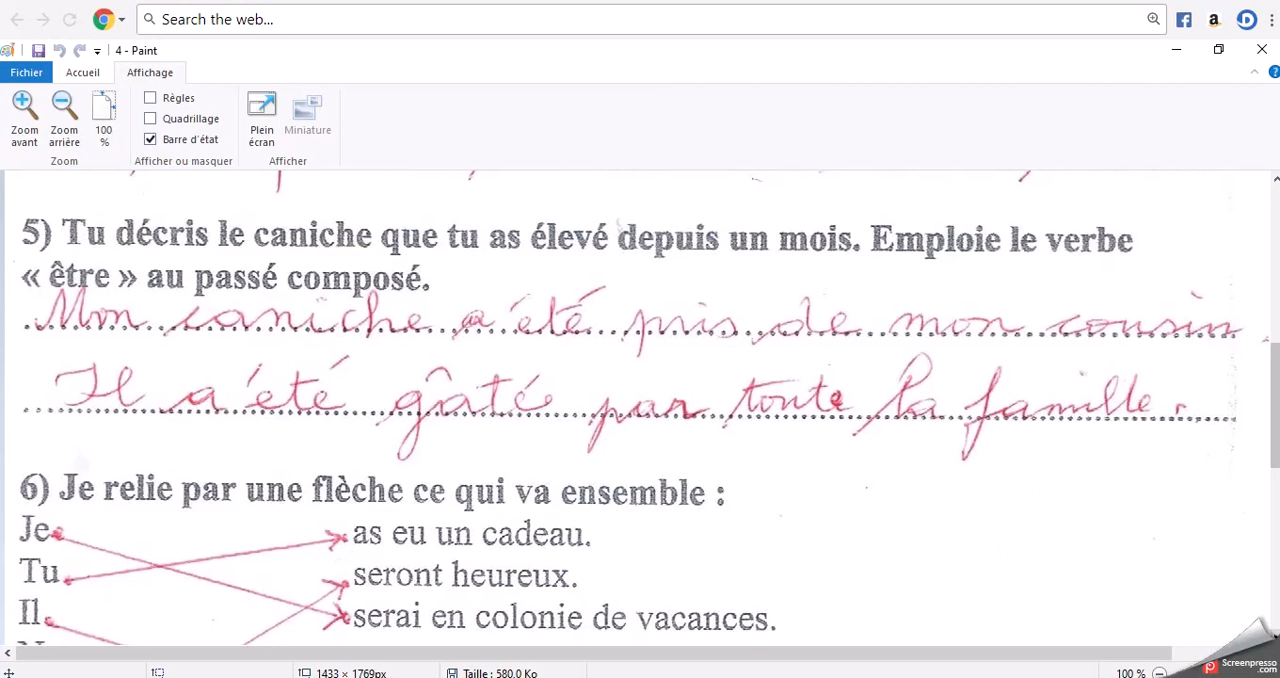 Search the web...
4 - Paint
Fichier Accueil Affichage
Zoom avant
Zoom arrière
100 %
Zoom
Règles
Quadrillage
Barre d'état
Afficher ou masquer
Plein écran
Miniature
Afficher
5) Tu décris le caniche que tu as élevé depuis un mois. Emploie le verbe
« être » au passé composé.
Mon caniche a été pris de mon cousin.
Il a été gâtée par toute la famille.
6) Je relie par une flèche ce qui va ensemble :
Je as eu un cadeau.
Tu seront heureux.
Il serai en colonie de vacances.
1433 × 1769px
Taille : 580.0 Ko
100 %
Screenpresso
.com